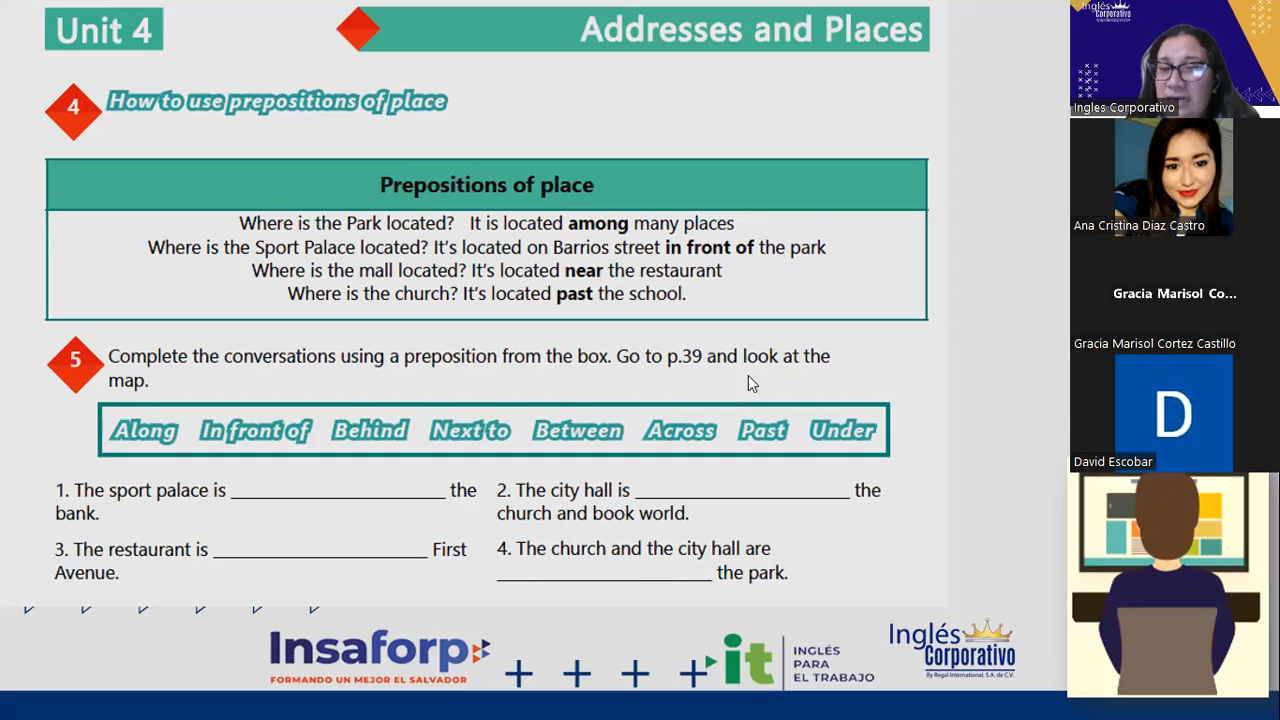 Unit 4
Addresses and Places
4
How to use prepositions of place
Prepositions of place
Where is the Park located? It is located among many places
Where is the Sport Palace located? It's located on Barrios street in front of the park
Where is the mall located? It's located near the restaurant
Where is the church? It's located past the school.
5
Complete the conversations using a preposition from the box. Go to p.39 and look at the
map.
Along In front of Behind Next to Between Across Past Under
1. The sport palace is ____________________ the
bank.
2. The city hall is ____________________ the
church and book world.
3. The restaurant is ____________________ First
Avenue.
4. The church and the city hall are
____________________ the park.
Insaforp
FORMANDO UN MEJOR EL SALVADOR
it
INGLÉS
PARA
EL TRABAJO
Inglés
Corporativo
By Regal International, S.A. de C.V.
Inglés
Corporativo
Ingles Corporativo
Ana Cristina Diaz Castro
Gracia Marisol Co...
Gracia Marisol Cortez Castillo
D
David Escobar